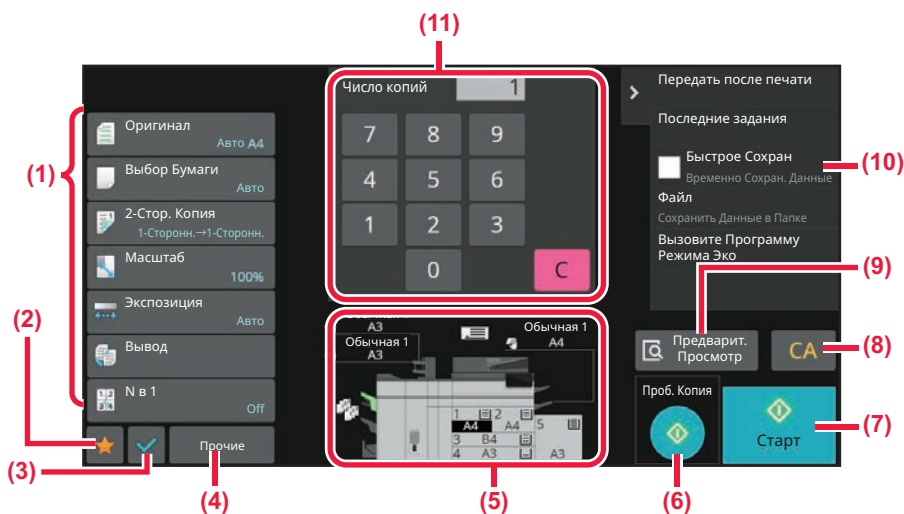 (11)
(1)
Оригинал
Авто A4
Выбор Бумаги
Авто
2-Стор. Копия
1-Сторонн.→1-Сторонн.
Масштаб
100%
Экспозиция
Авто
Вывод
N в 1
Off
(2)
(3)
Прочие
(4)
Число копий
1
7 8 9
4 5 6
1 2 3
0 C
Обычная 1
A3
Обычная 1
A3
Обычная 1
A4
1 2
A4 A4 5
3 B4
4 A3 A3
(5)
Передать после печати
Последние задания
Быстрое Сохран
Временно Сохран. Данные
(10)
Файл
Сохранить Данные в Папке
Вызовите Программу
Режима Эко
(9)
Предварит.
Просмотр
CA
(8)
Проб. Копия
(6)
Старт
(7)